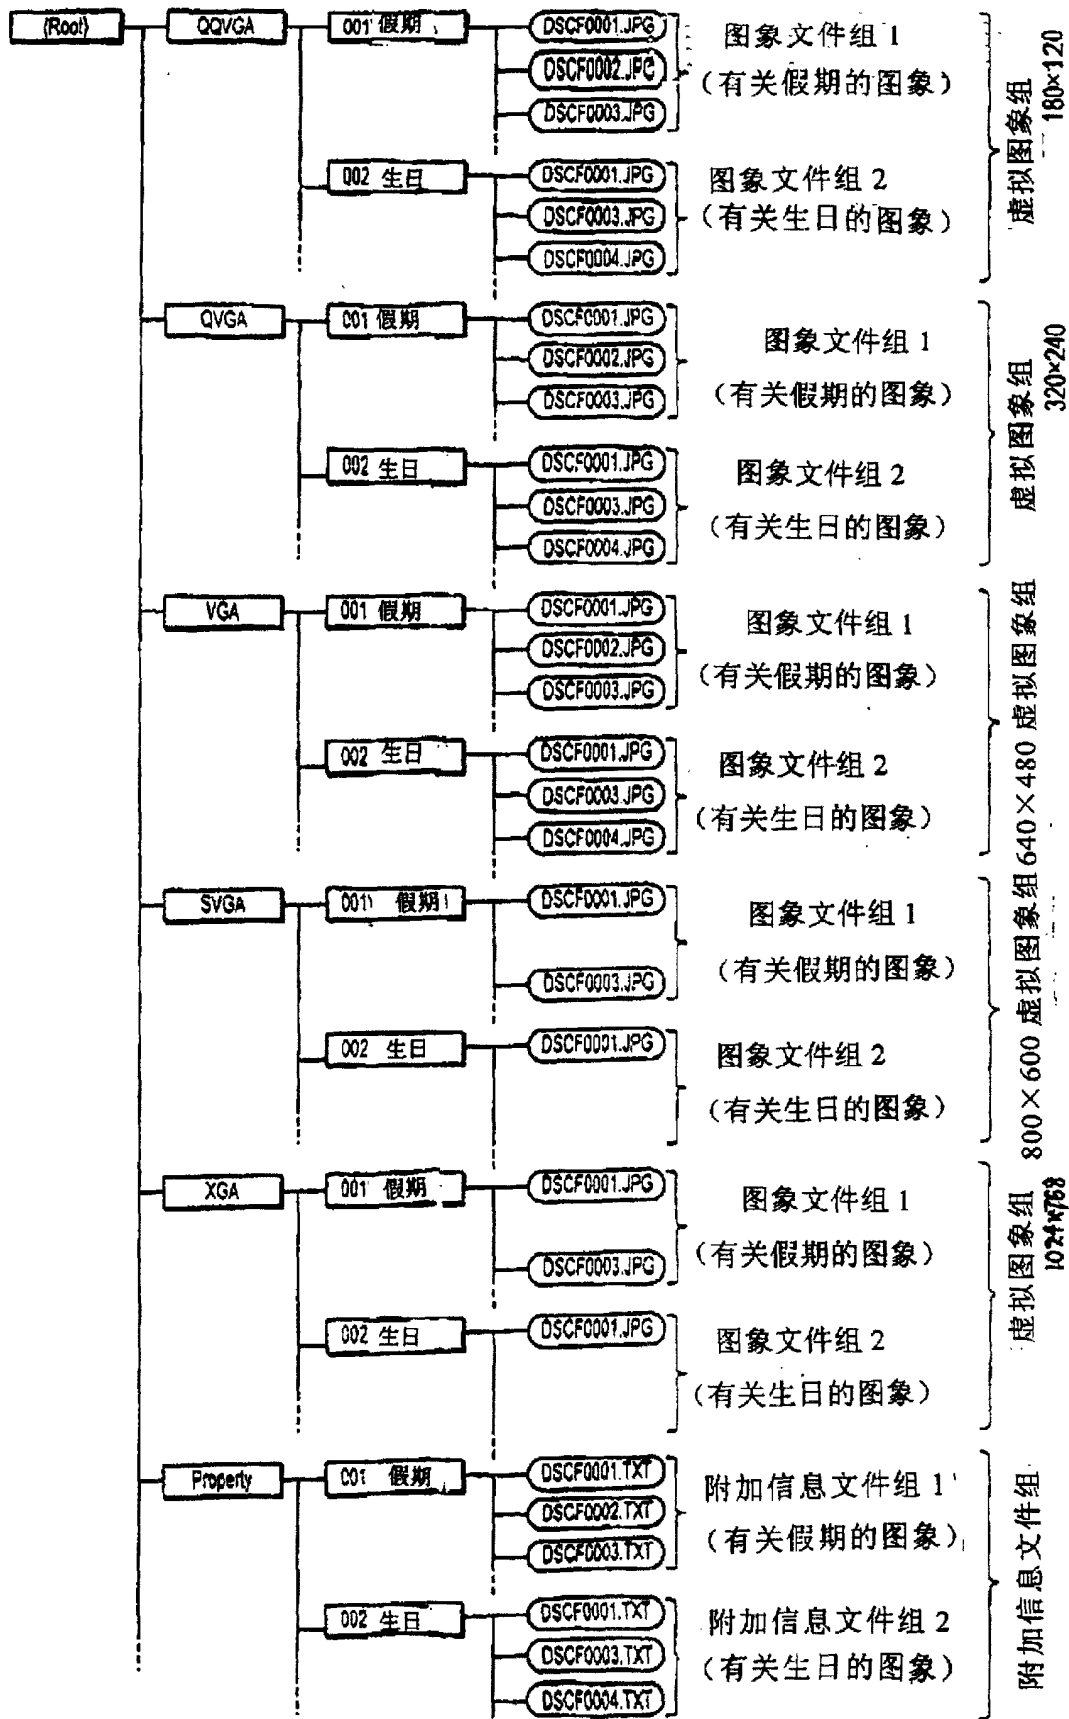 (Root)
QQVGA
001 假期
DSCF0001.JPG
DSCF0002.JPG
DSCF0003.JPG
图象文件组 1
(有关假期的图象)
002 生日
DSCF0001.JPG
DSCF0003.JPG
DSCF0004.JPG
图象文件组 2
(有关生日的图象)
虚拟图象组
180×120
QVGA
001 假期
DSCF0001.JPG
DSCF0002.JPG
DSCF0003.JPG
图象文件组 1
(有关假期的图象)
002 生日
DSCF0001.JPG
DSCF0003.JPG
DSCF0004.JPG
图象文件组 2
(有关生日的图象)
虚拟图象组
320×240
VGA
001 假期
DSCF0001.JPG
DSCF0002.JPG
DSCF0003.JPG
图象文件组 1
(有关假期的图象)
002 生日
DSCF0001.JPG
DSCF0003.JPG
DSCF0004.JPG
图象文件组 2
(有关生日的图象)
640×480 虚拟图象组
SVGA
001 假期
DSCF0001.JPG
DSCF0003.JPG
图象文件组 1
(有关假期的图象)
002 生日
DSCF0001.JPG
图象文件组 2
(有关生日的图象)
800×600 虚拟图象组
XGA
001 假期
DSCF0001.JPG
DSCF0003.JPG
图象文件组 1
(有关假期的图象)
002 生日
DSCF0001.JPG
图象文件组 2
(有关生日的图象)
虚拟图象组
1024×768
Property
001 假期
DSCF0001.TXT
DSCF0002.TXT
DSCF0003.TXT
附加信息文件组 1
(有关假期的图象)
002 生日
DSCF0001.TXT
DSCF0003.TXT
DSCF0004.TXT
附加信息文件组 2
(有关生日的图象)
附加信息文件组